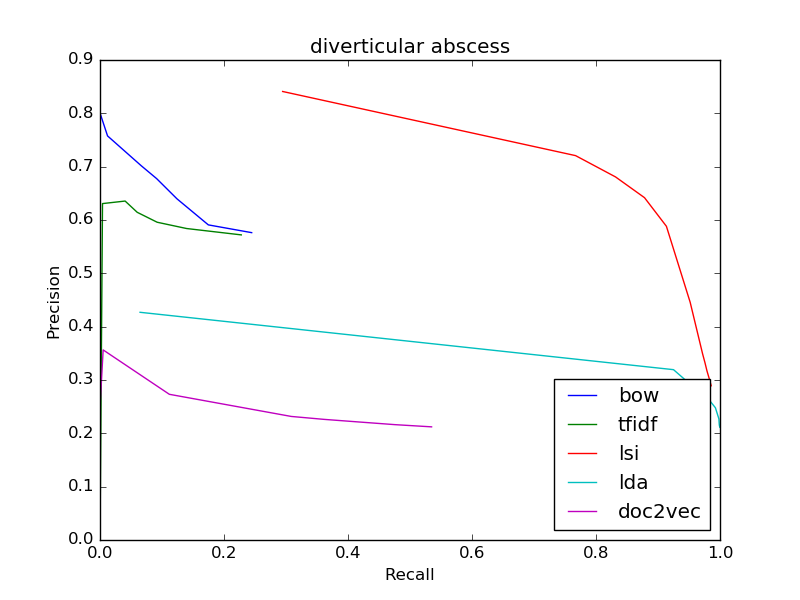 diverticular abscess
0.9
0.8
0.7
0.6
0.5
0.4
0.3
0.2
0.1
0.0
Precision
bow
tfidf
lsi
lda
doc2vec
0.0 0.2 0.4 0.6 0.8 1.0
Recall